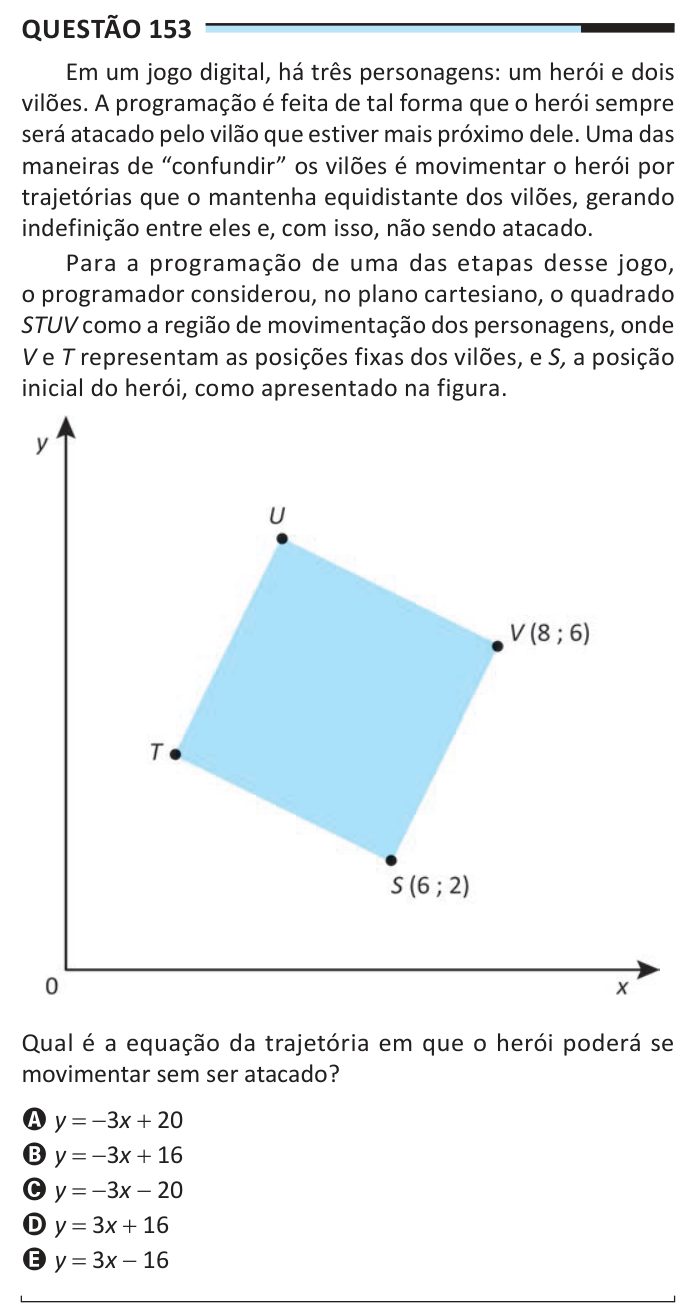 QUESTÃO 153
Em um jogo digital, há três personagens: um herói e dois
vilões. A programação é feita de tal forma que o herói sempre
será atacado pelo vilão que estiver mais próximo dele. Uma das
maneiras de “confundir” os vilões é movimentar o herói por
trajetórias que o mantenha equidistante dos vilões, gerando
indefinição entre eles e, com isso, não sendo atacado.
Para a programação de uma das etapas desse jogo,
o programador considerou, no plano cartesiano, o quadrado
STUV como a região de movimentação dos personagens, onde
V e T representam as posições fixas dos vilões, e S, a posição
inicial do herói, como apresentado na figura.
y
U
V (8 ; 6)
T
S (6 ; 2)
0
x
Qual é a equação da trajetória em que o herói poderá se
movimentar sem ser atacado?
A y = −3x + 20
B y = −3x + 16
C y = −3x − 20
D y = 3x + 16
E y = 3x − 16